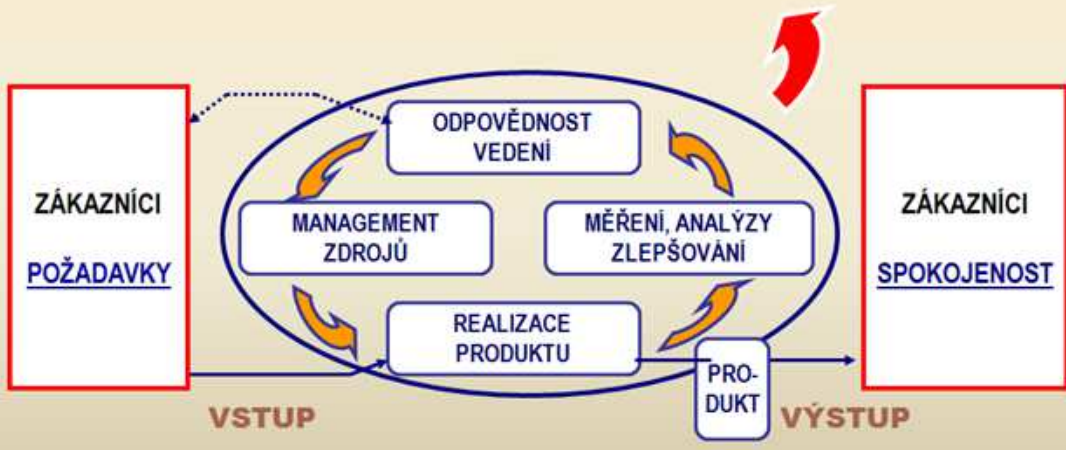 ZÁKAZNÍCI
POŽADAVKY
ODPOVĚDNOST
VEDENÍ
MANAGEMENT
ZDROJŮ
MĚŘENÍ, ANALÝZY
ZLEPŠOVÁNÍ
REALIZACE
PRODUKTU
PRO-
DUKT
ZÁKAZNÍCI
SPOKOJENOST
VSTUP
VÝSTUP